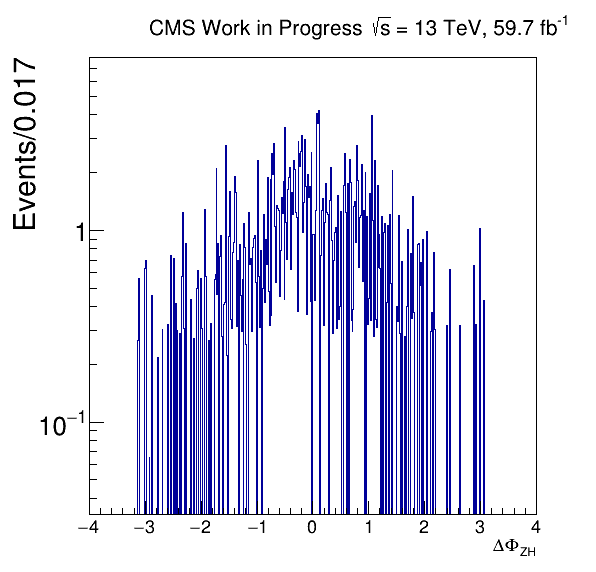 CMS Work in Progress √s = 13 TeV, 59.7 fb⁻¹
Events/0.017
1
10⁻¹
−4 −3 −2 −1 0 1 2 3 4
ΔΦ_ZH